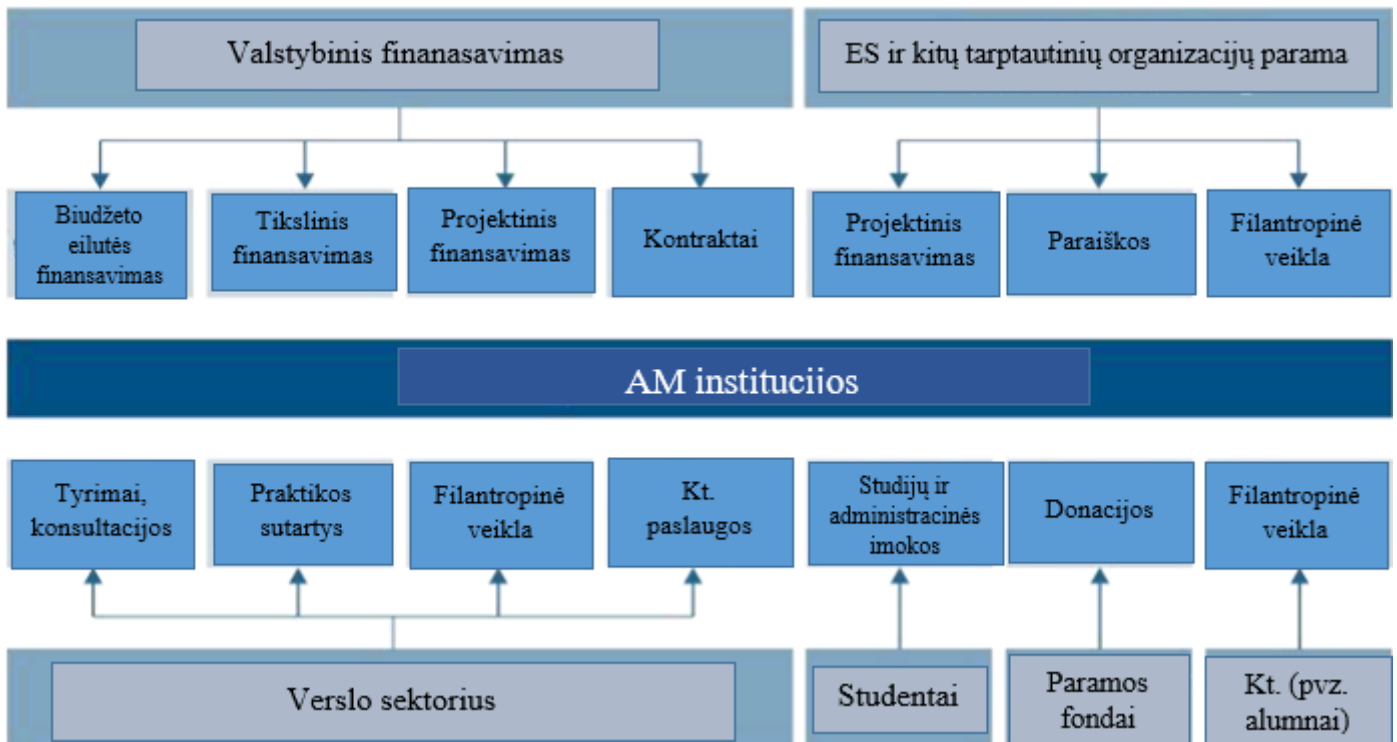 Valstybinis finanasavimas
ES ir kitų tarptautinių organizacijų parama
Biudžeto
eilutės
finansavimas
Tikslinis
finansavimas
Projektinis
finansavimas
Kontraktai
Projektinis
finansavimas
Paraiškos
Filantropinė
veikla
AM institucijos
Tyrimai,
konsultacijos
Praktikos
sutartys
Filantropinė
veikla
Kt.
paslaugos
Studijų ir
administracinės
imokos
Donacijos
Filantropinė
veikla
Verslo sektorius
Studentai
Paramos
fondai
Kt. (pvz.
alumnai)